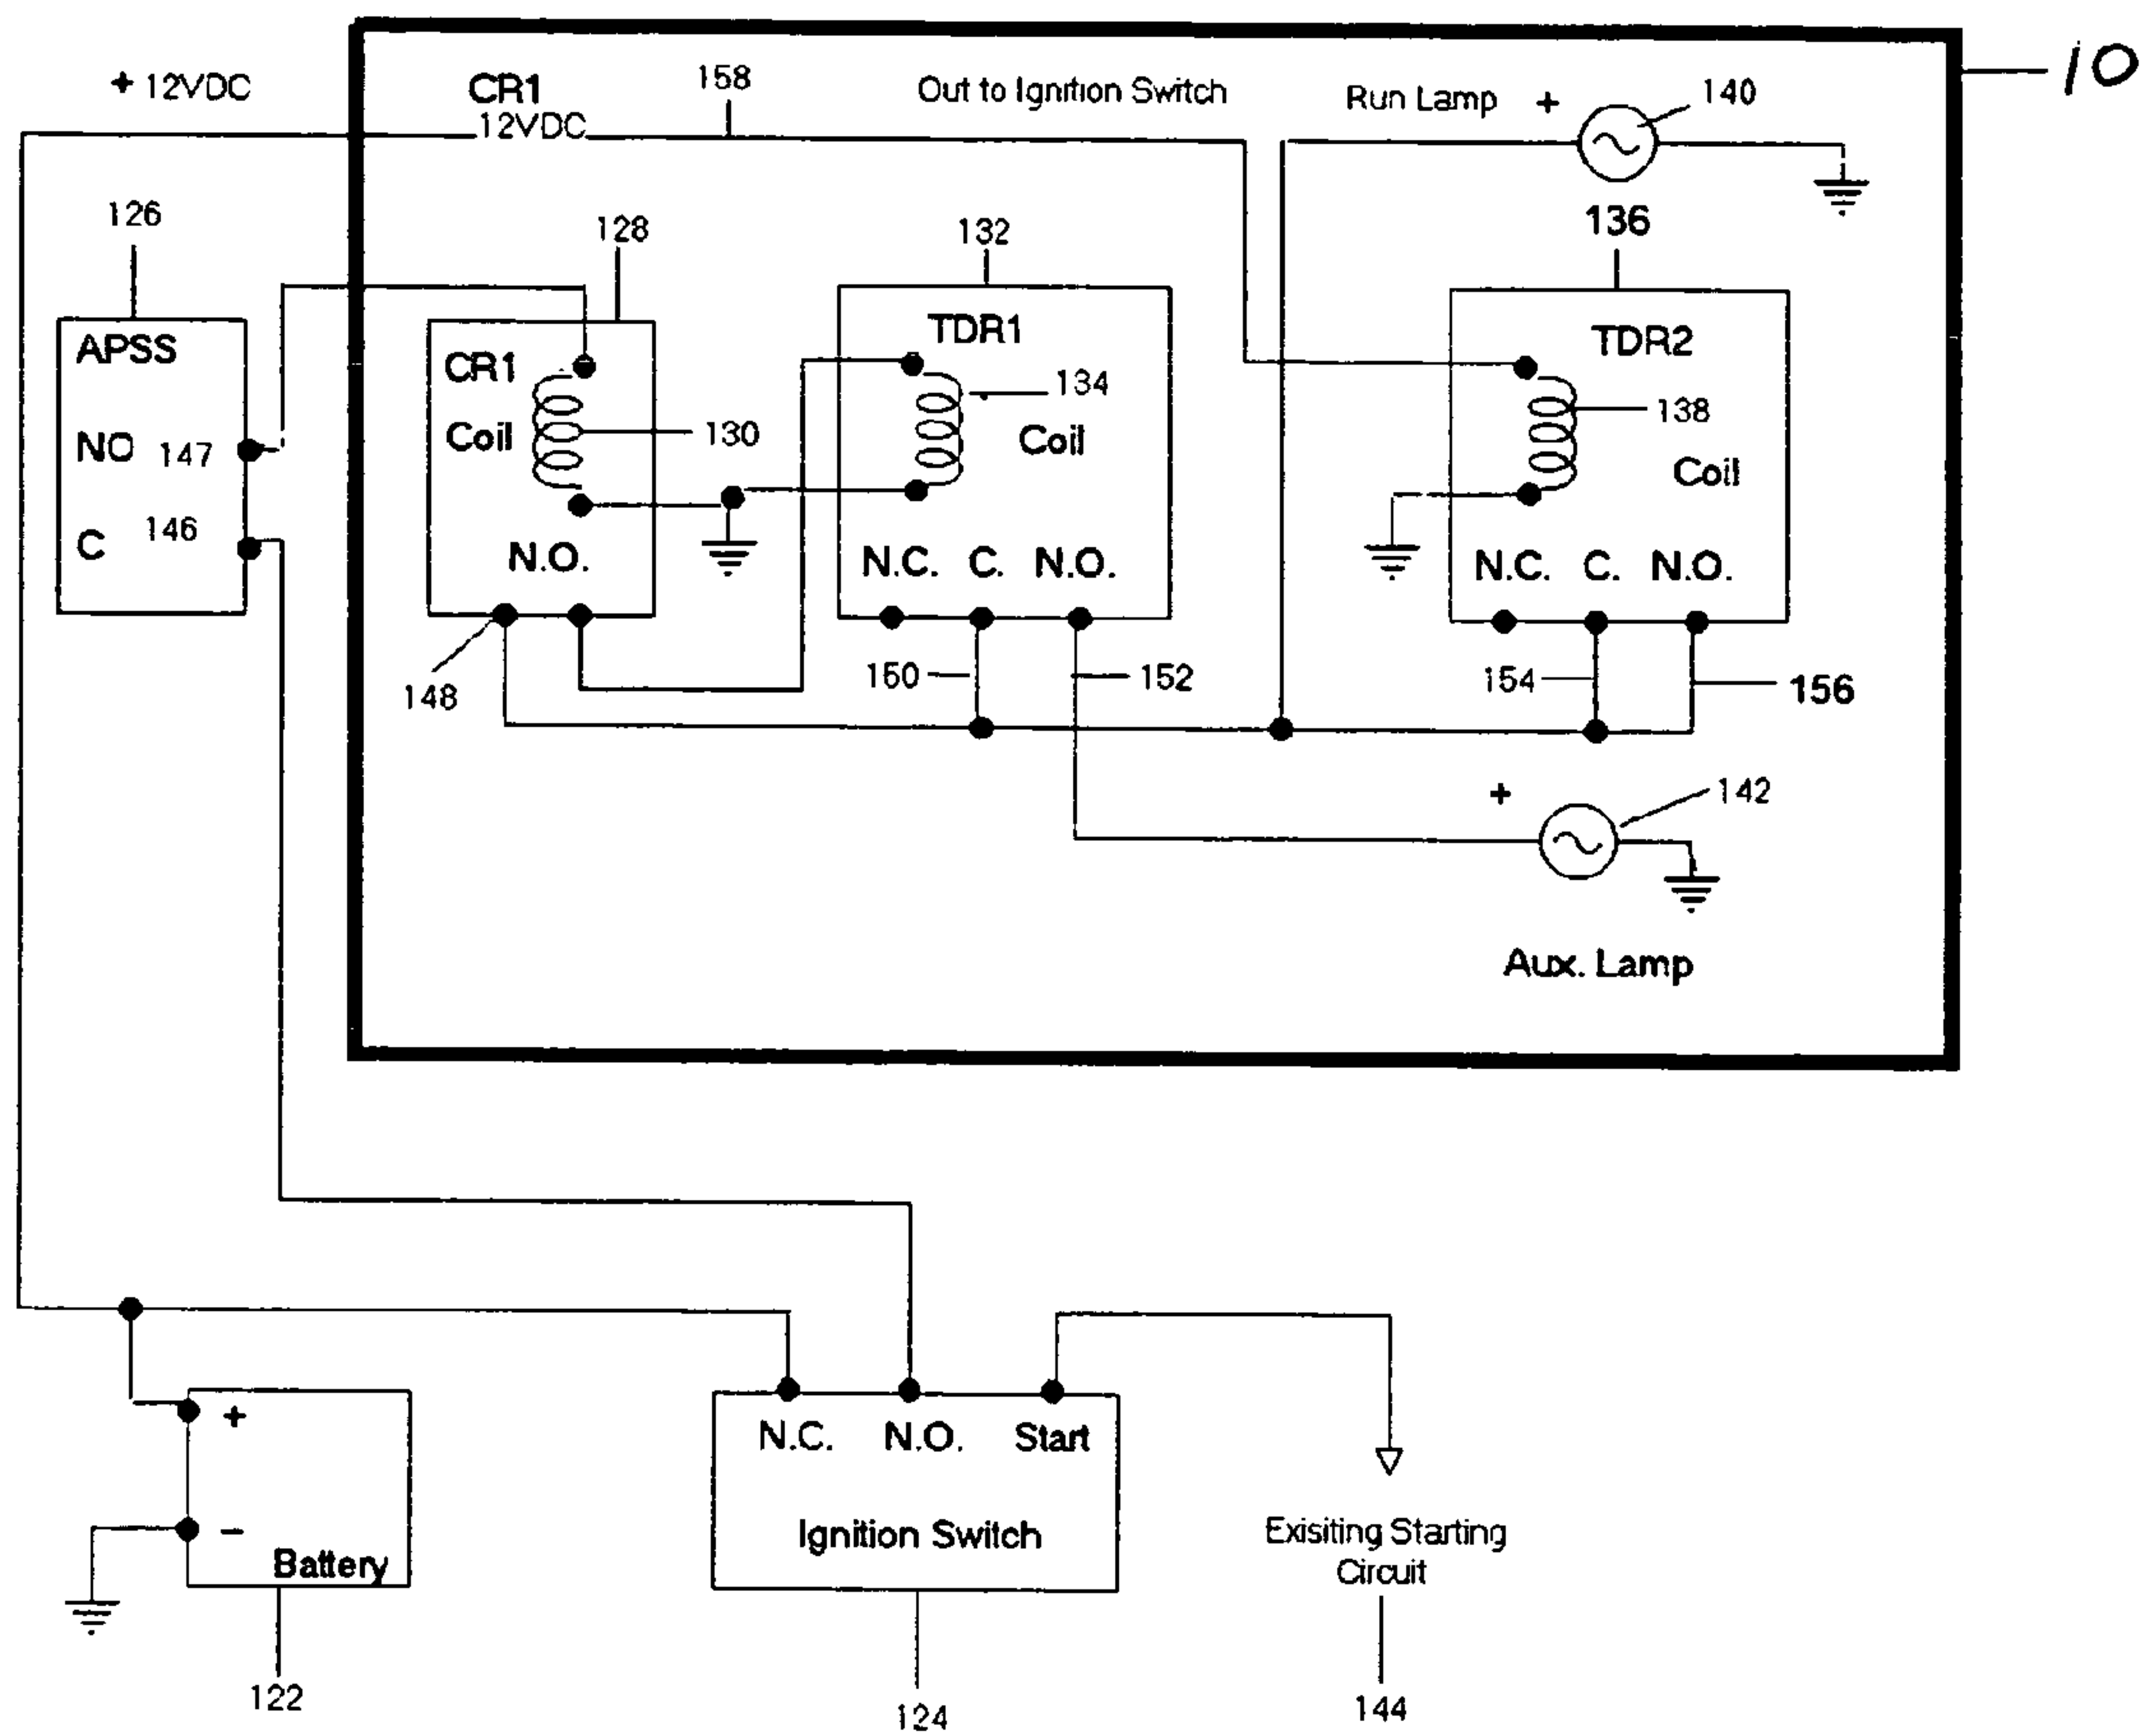 + 12VDC
CR1
12VDC
158
Out to Ignition Switch
Run Lamp +
140
10
126
128
132
136
APSS
NO 147
C 146
CR1
Coil
130
N.O.
148
TDR1
134
Coil
N.C. C. N.O.
150
152
TDR2
138
Coil
N.C. C. N.O.
154
156
+
142
Aux. Lamp
+
−
Battery
122
N.C. N.O. Start
Ignition Switch
124
Exisiting Starting
Circuit
144